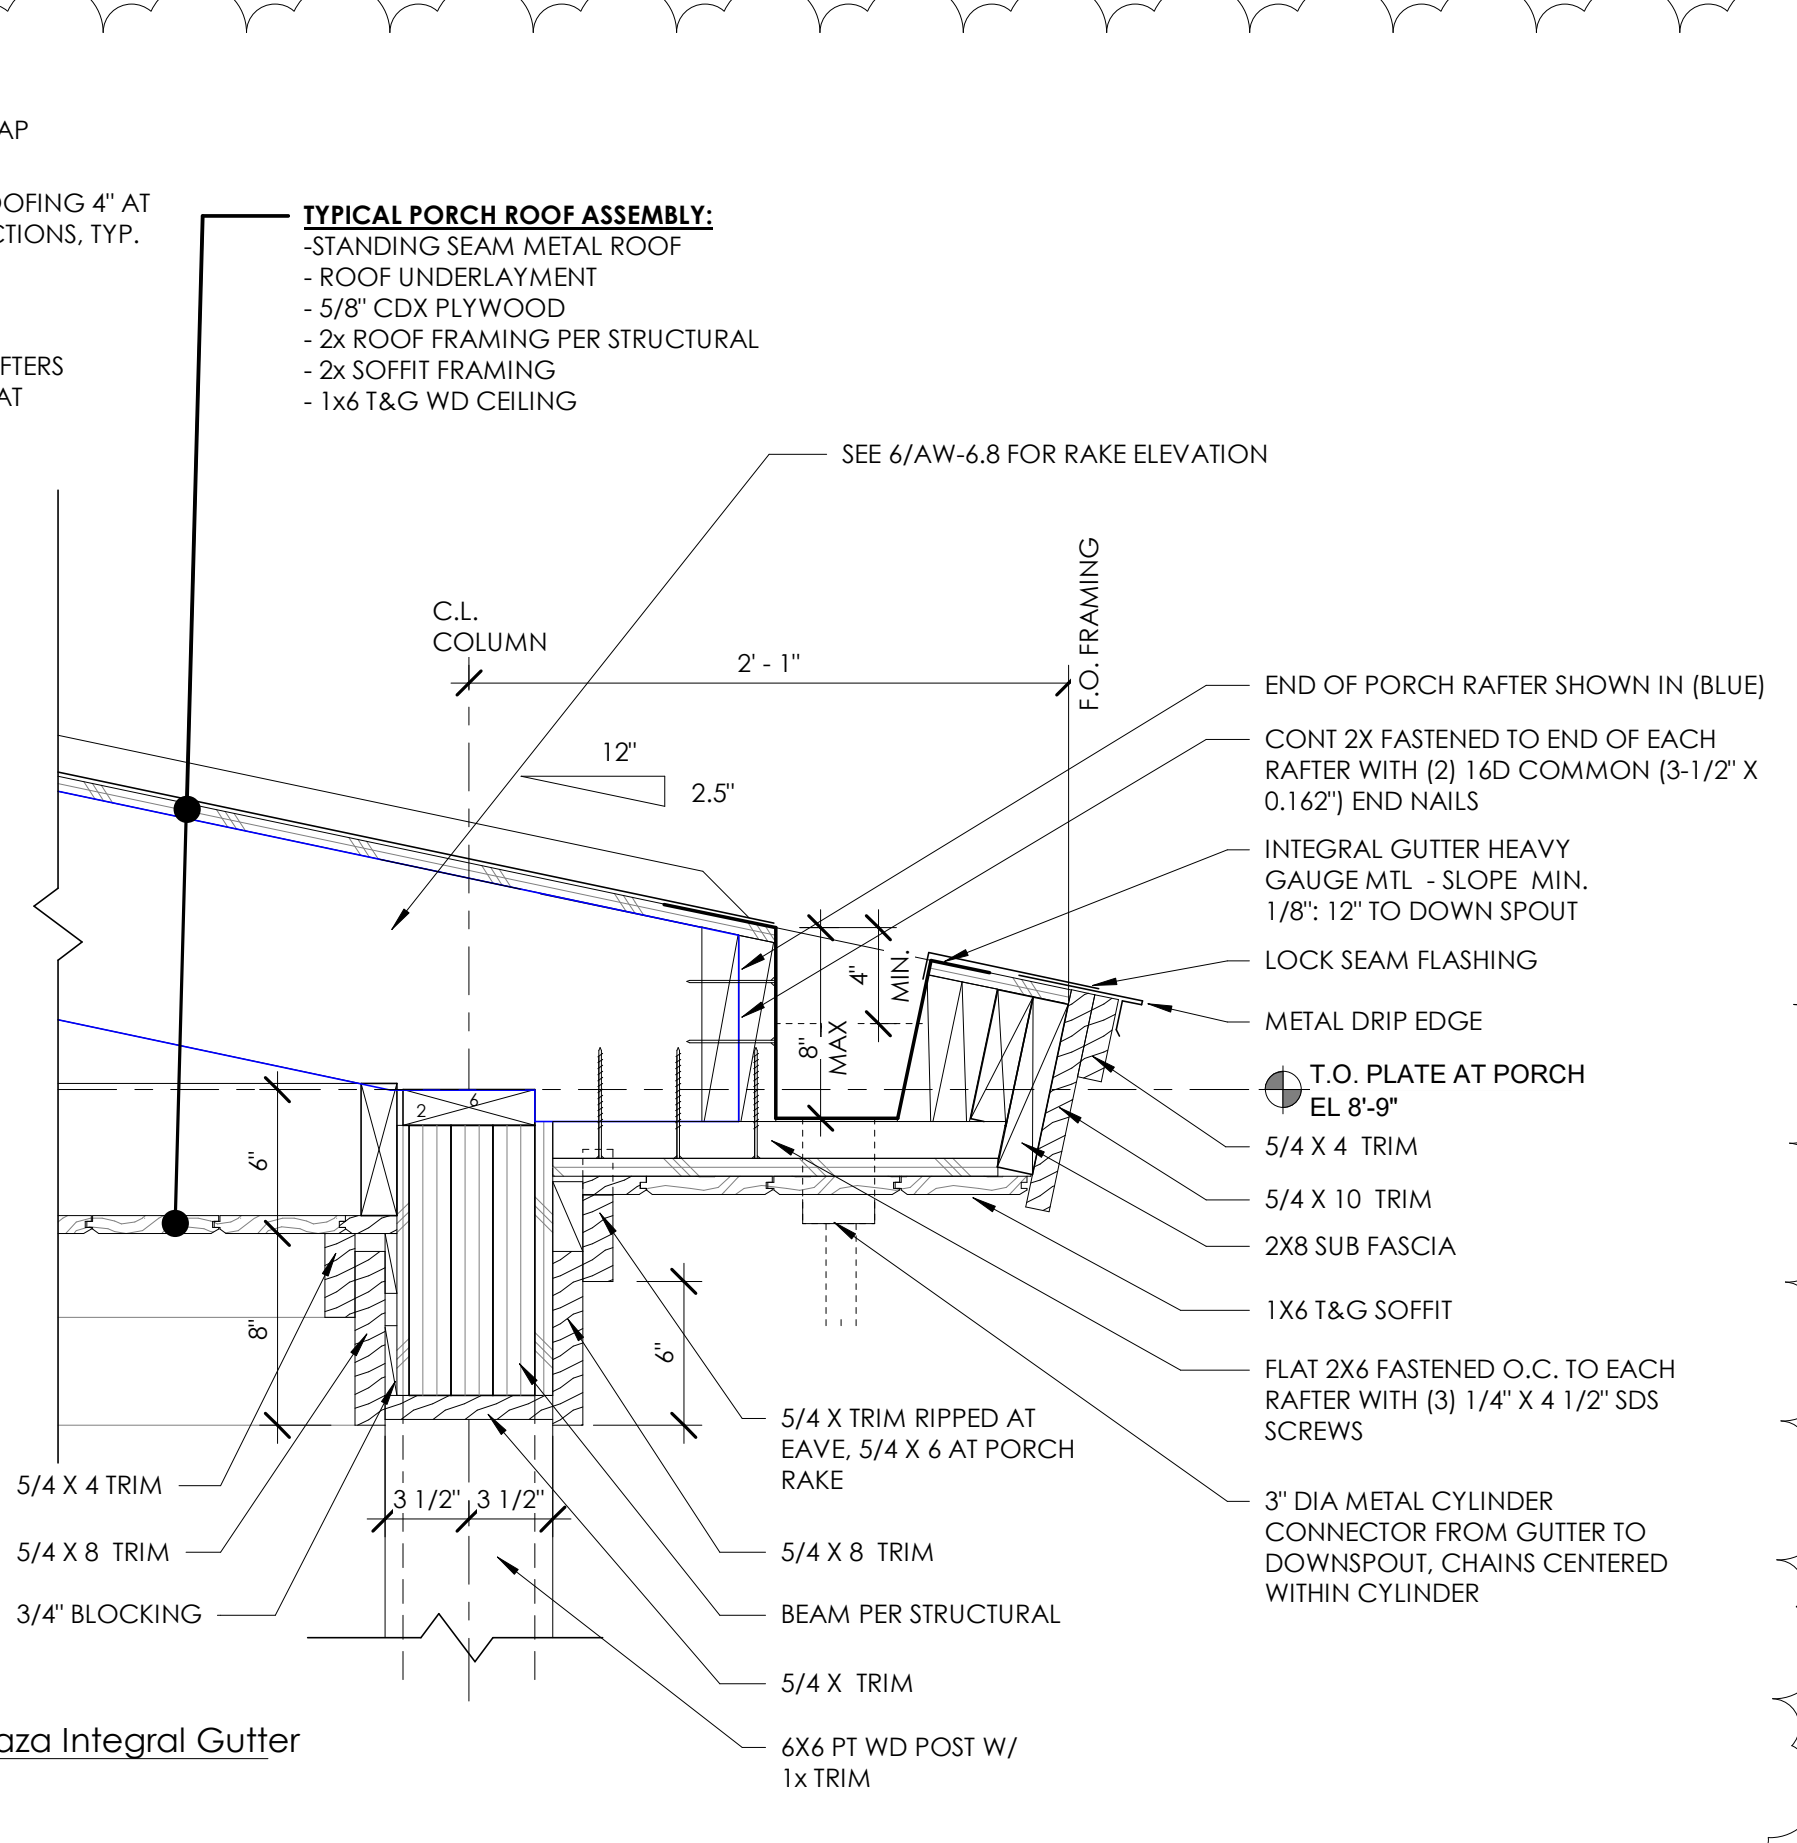 AP
OOFING 4" AT
CTIONS, TYP.
FTERS
AT
TYPICAL PORCH ROOF ASSEMBLY:
-STANDING SEAM METAL ROOF
- ROOF UNDERLAYMENT
- 5/8" CDX PLYWOOD
- 2x ROOF FRAMING PER STRUCTURAL
- 2x SOFFIT FRAMING
- 1x6 T&G WD CEILING
SEE 6/AW-6.8 FOR RAKE ELEVATION
C.L.
COLUMN
2' - 1"
F.O. FRAMING
12"
2.5"
END OF PORCH RAFTER SHOWN IN (BLUE)
CONT 2X FASTENED TO END OF EACH
RAFTER WITH (2) 16D COMMON (3-1/2" X
0.162") END NAILS
INTEGRAL GUTTER HEAVY
GAUGE MTL - SLOPE MIN.
1/8": 12" TO DOWN SPOUT
LOCK SEAM FLASHING
METAL DRIP EDGE
T.O. PLATE AT PORCH
EL 8'-9"
5/4 X 4 TRIM
5/4 X 10 TRIM
2X8 SUB FASCIA
1X6 T&G SOFFIT
FLAT 2X6 FASTENED O.C. TO EACH
RAFTER WITH (3) 1/4" X 4 1/2" SDS
SCREWS
3" DIA METAL CYLINDER
CONNECTOR FROM GUTTER TO
DOWNSPOUT, CHAINS CENTERED
WITHIN CYLINDER
4"
MIN.
8"
MAX
2
6
6"
8"
6"
3 1/2"
3 1/2"
5/4 X 4 TRIM
5/4 X 8 TRIM
3/4" BLOCKING
5/4 X TRIM RIPPED AT
EAVE, 5/4 X 6 AT PORCH
RAKE
5/4 X 8 TRIM
BEAM PER STRUCTURAL
5/4 X TRIM
6X6 PT WD POST W/
1x TRIM
aza Integral Gutter